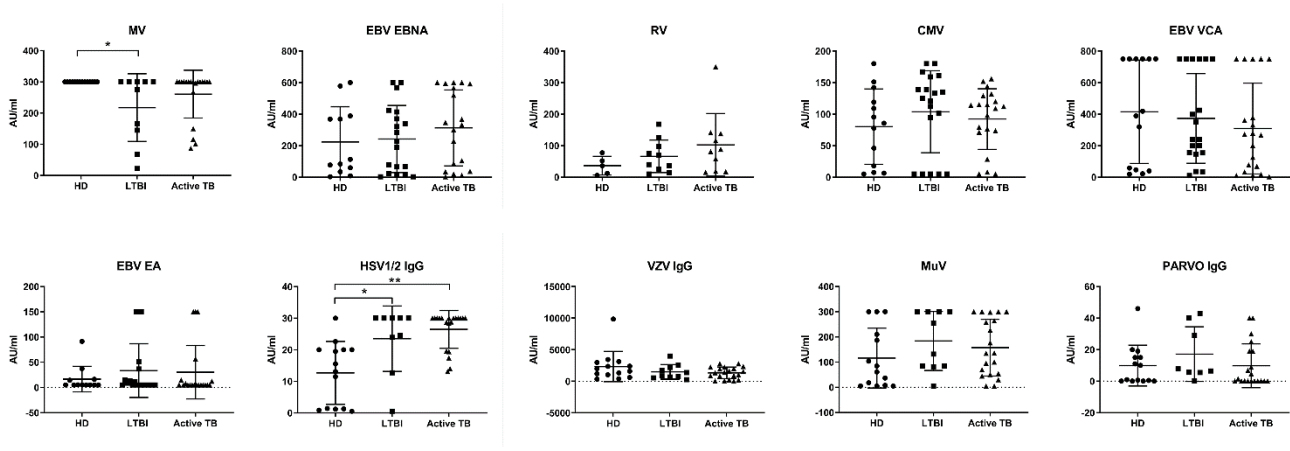 MV
*
AU/ml
400
300
200
100
0
HD LTBI Active TB
EBV EBNA
AU/ml
800
600
400
200
0
HD LTBI Active TB
RV
AU/ml
400
300
200
100
0
HD LTBI Active TB
CMV
AU/ml
200
150
100
50
0
HD LTBI Active TB
EBV VCA
AU/ml
800
600
400
200
0
HD LTBI Active TB
EBV EA
AU/ml
200
150
100
50
0
-50
HD LTBI Active TB
HSV1/2 IgG
**
*
AU/ml
40
30
20
10
0
HD LTBI Active TB
VZV IgG
AU/ml
15000
10000
5000
0
-5000
HD LTBI Active TB
MuV
AU/ml
400
300
200
100
0
-100
HD LTBI Active TB
PARVO IgG
AU/ml
60
40
20
0
-20
HD LTBI Active TB